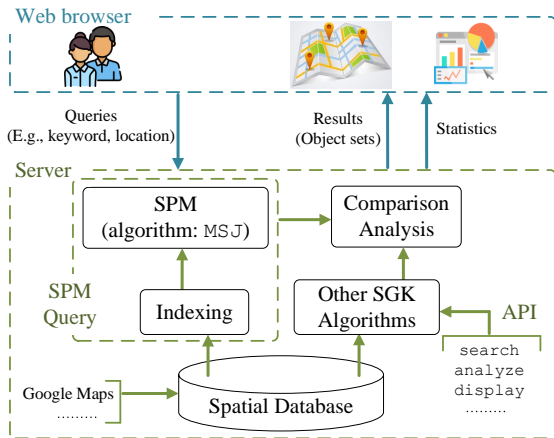 Web browser
Queries
(E.g., keyword, location)
Results
(Object sets)
Statistics
Server
SPM
(algorithm: MSJ)
Comparison
Analysis
SPM
Query
Indexing
Other SGK
Algorithms
API
search
analyze
display
.........
Google Maps
.........
Spatial Database